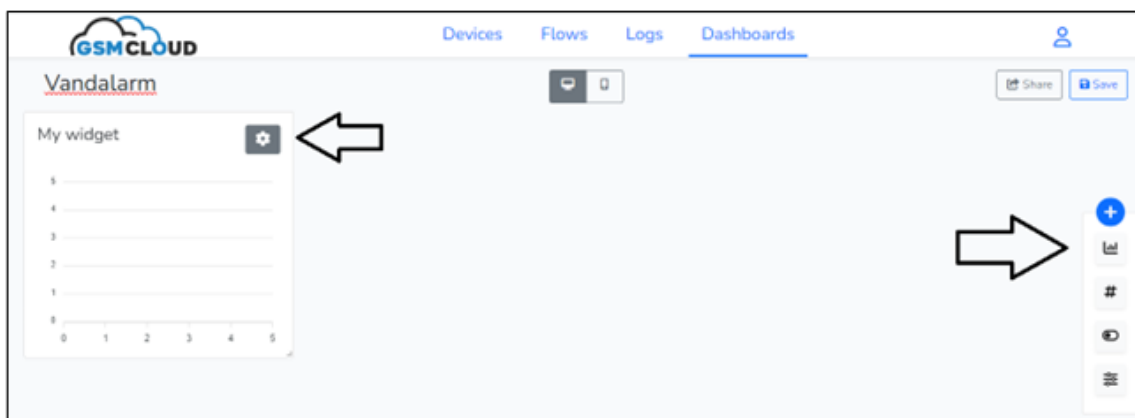 GSMCLOUD
Devices Flows Logs Dashboards
Vandalarm
Share Save
My widget
5
4
3
2
1
0
0 1 2 3 4 5
+
#